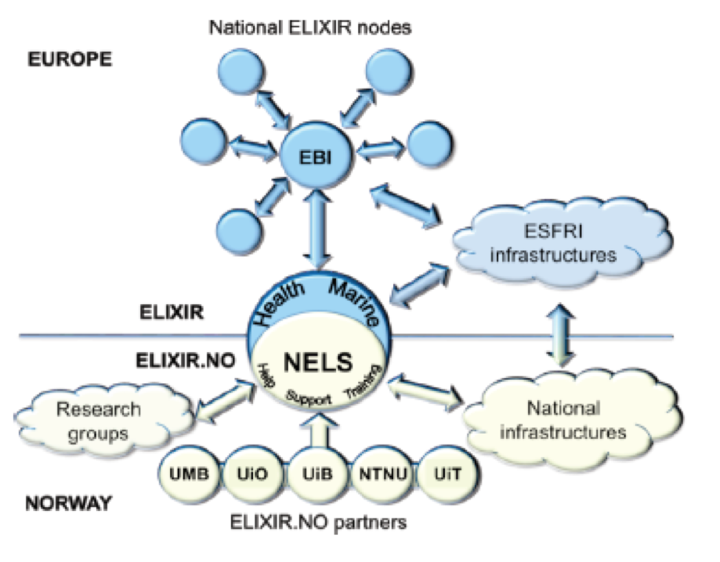 National ELIXIR nodes
EUROPE
EBI
ESFRI
infrastructures
Health Marine
ELIXIR
ELIXIR.NO
NELS
Help Support Training
Research
groups
National
infrastructures
UMB UiO UiB NTNU UiT
NORWAY
ELIXIR.NO partners